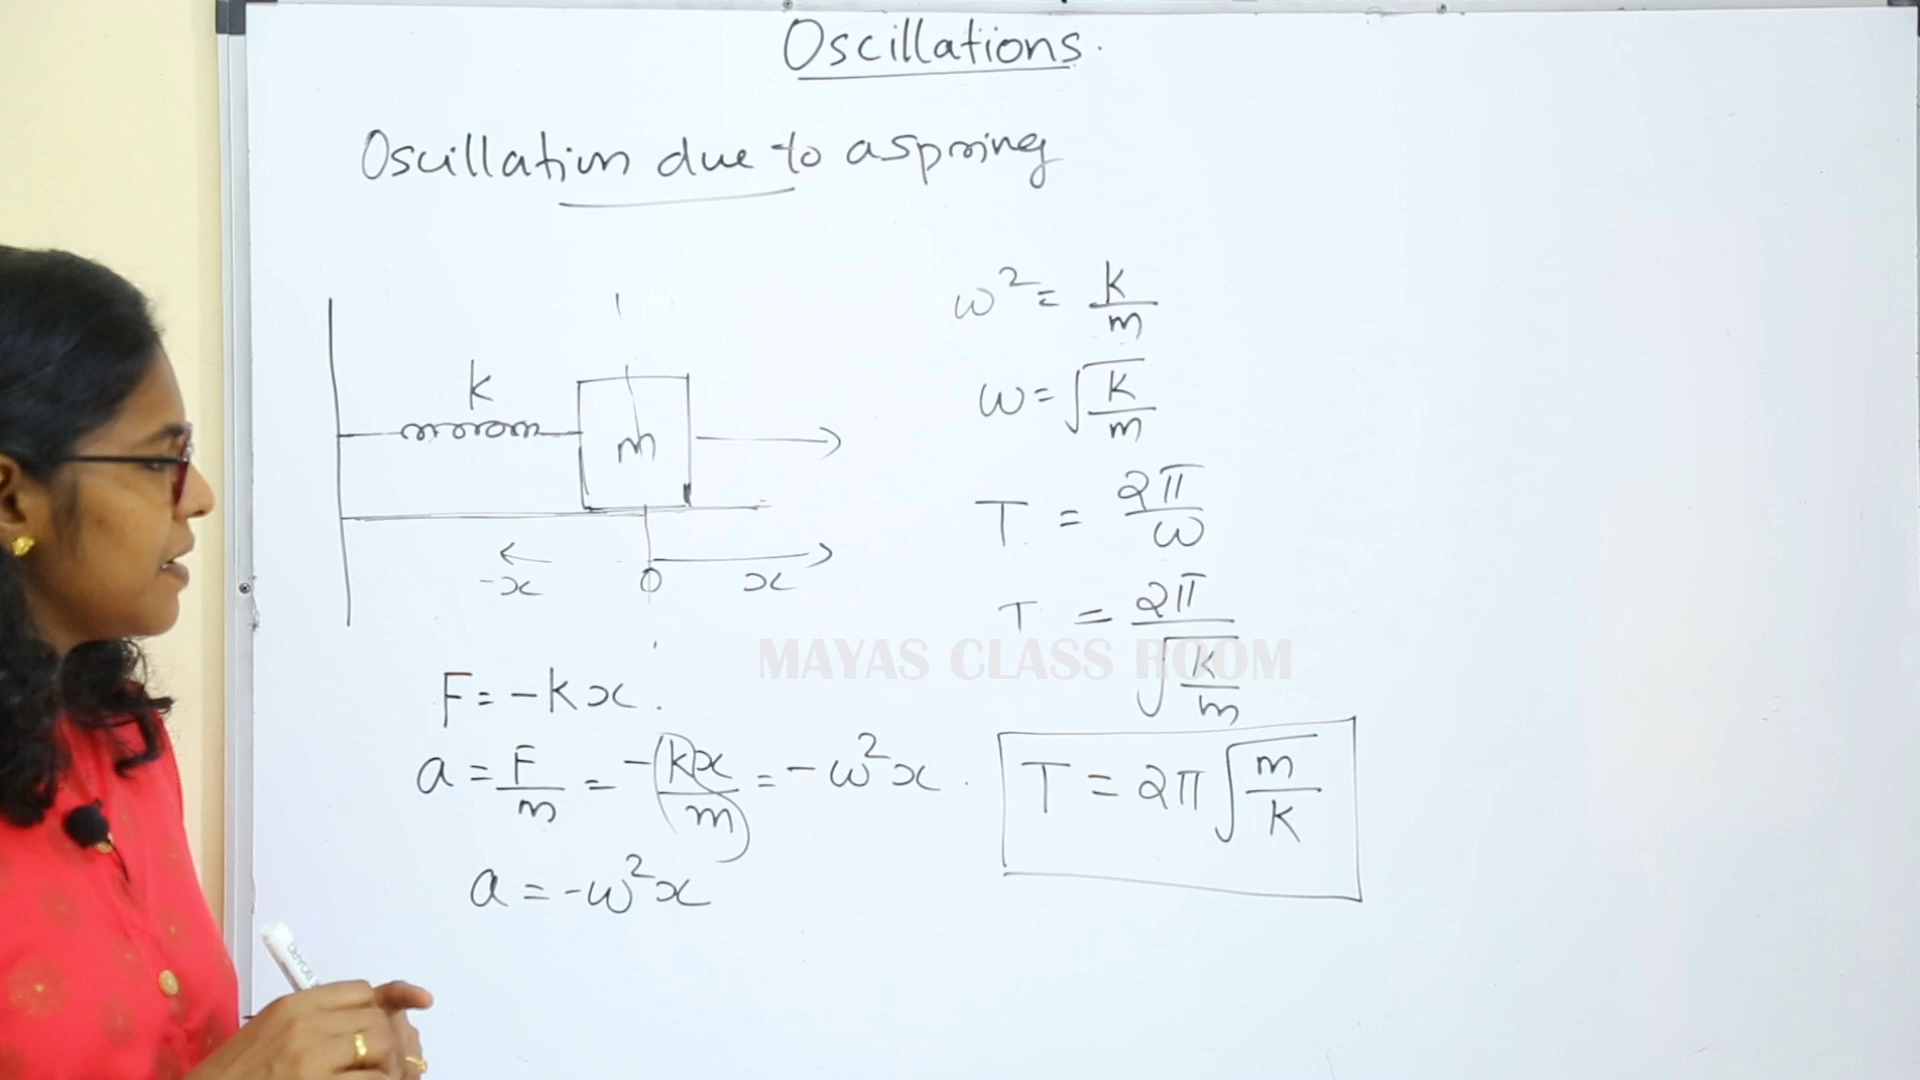 Oscillations.
Oscillation due to a spring
k
m
-x 0 x
F = -kx.
a = F/m = -(kx/m) = -ω²x.
a = -ω²x
ω² = k/m
ω = √(k/m)
T = 2π/ω
T = 2π/√(k/m)
T = 2π√(m/k)
MAYAS CLASS ROOM